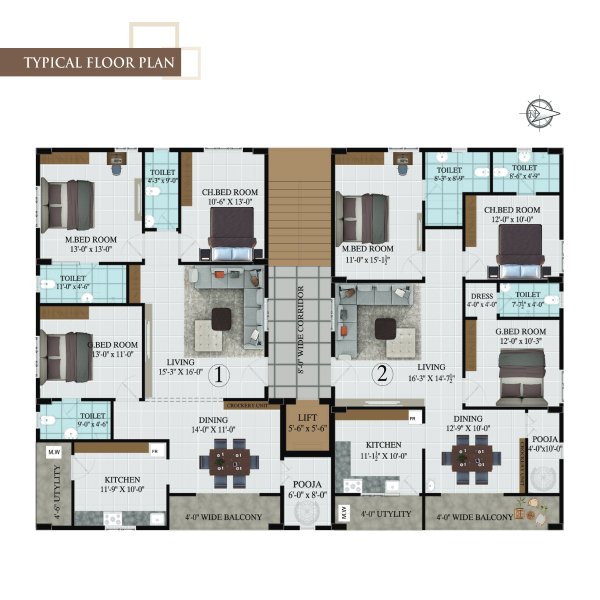 TYPICAL FLOOR PLAN
TOILET
4'-3" X 9'-0"
CH.BED ROOM
10'-6" X 13'-0"
M.BED ROOM
13'-0" x 13'-0"
TOILET
11'-0" x 4'-6"
G.BED ROOM
13'-0" x 11'-0"
TOILET
9'-0" x 4'-6"
LIVING
15'-3" X 16'-0"
1
CROCKERY UNIT
DINING
14'-0" X 11'-0"
M.W
FR
KITCHEN
11'-9" X 10'-0"
4'-6" UTYLITY
4'-0" WIDE BALCONY
8'-0" WIDE CORRIDOR
LIFT
5'-6" x 5'-6"
POOJA
6'-0" x 8'-0"
M.BED ROOM
11'-0" x 15'-1½"
TOILET
8'-3" x 8'-9"
TOILET
8'-6" x 4'-9"
CH.BED ROOM
12'-0" x 10'-0"
DRESS
4'-0" x 4'-0"
TOILET
7'-7½" x 4'-0"
G.BED ROOM
12'-0" x 10'-3"
LIVING
16'-3" X 14'-7½"
2
FR
KITCHEN
11'-1½" X 10'-0"
DINING
12'-9" X 10'-0"
POOJA
4'-0"x10'-0"
M.W
4'-0" UTYLITY
4'-0" WIDE BALCONY